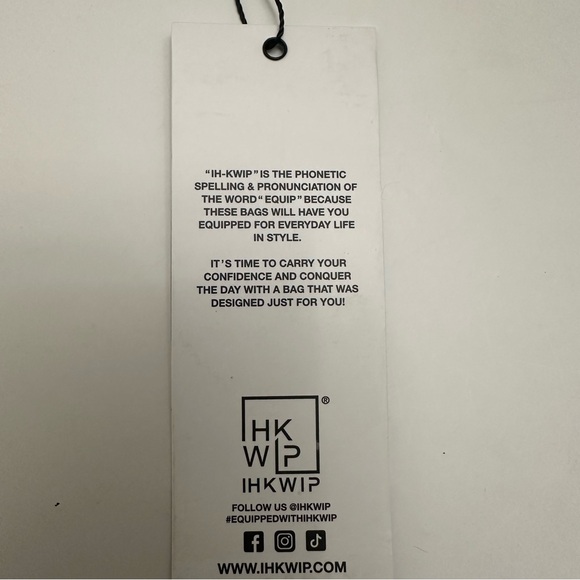 “IH-KWIP” IS THE PHONETIC
SPELLING & PRONUNCIATION OF
THE WORD “EQUIP” BECAUSE
THESE BAGS WILL HAVE YOU
EQUIPPED FOR EVERYDAY LIFE
IN STYLE.
IT'S TIME TO CARRY YOUR
CONFIDENCE AND CONQUER
THE DAY WITH A BAG THAT WAS
DESIGNED JUST FOR YOU!
®
HK
WIP
IHKWIP
FOLLOW US @IHKWIP
#EQUIPPEDWITHIHKWIP
WWW.IHKWIP.COM